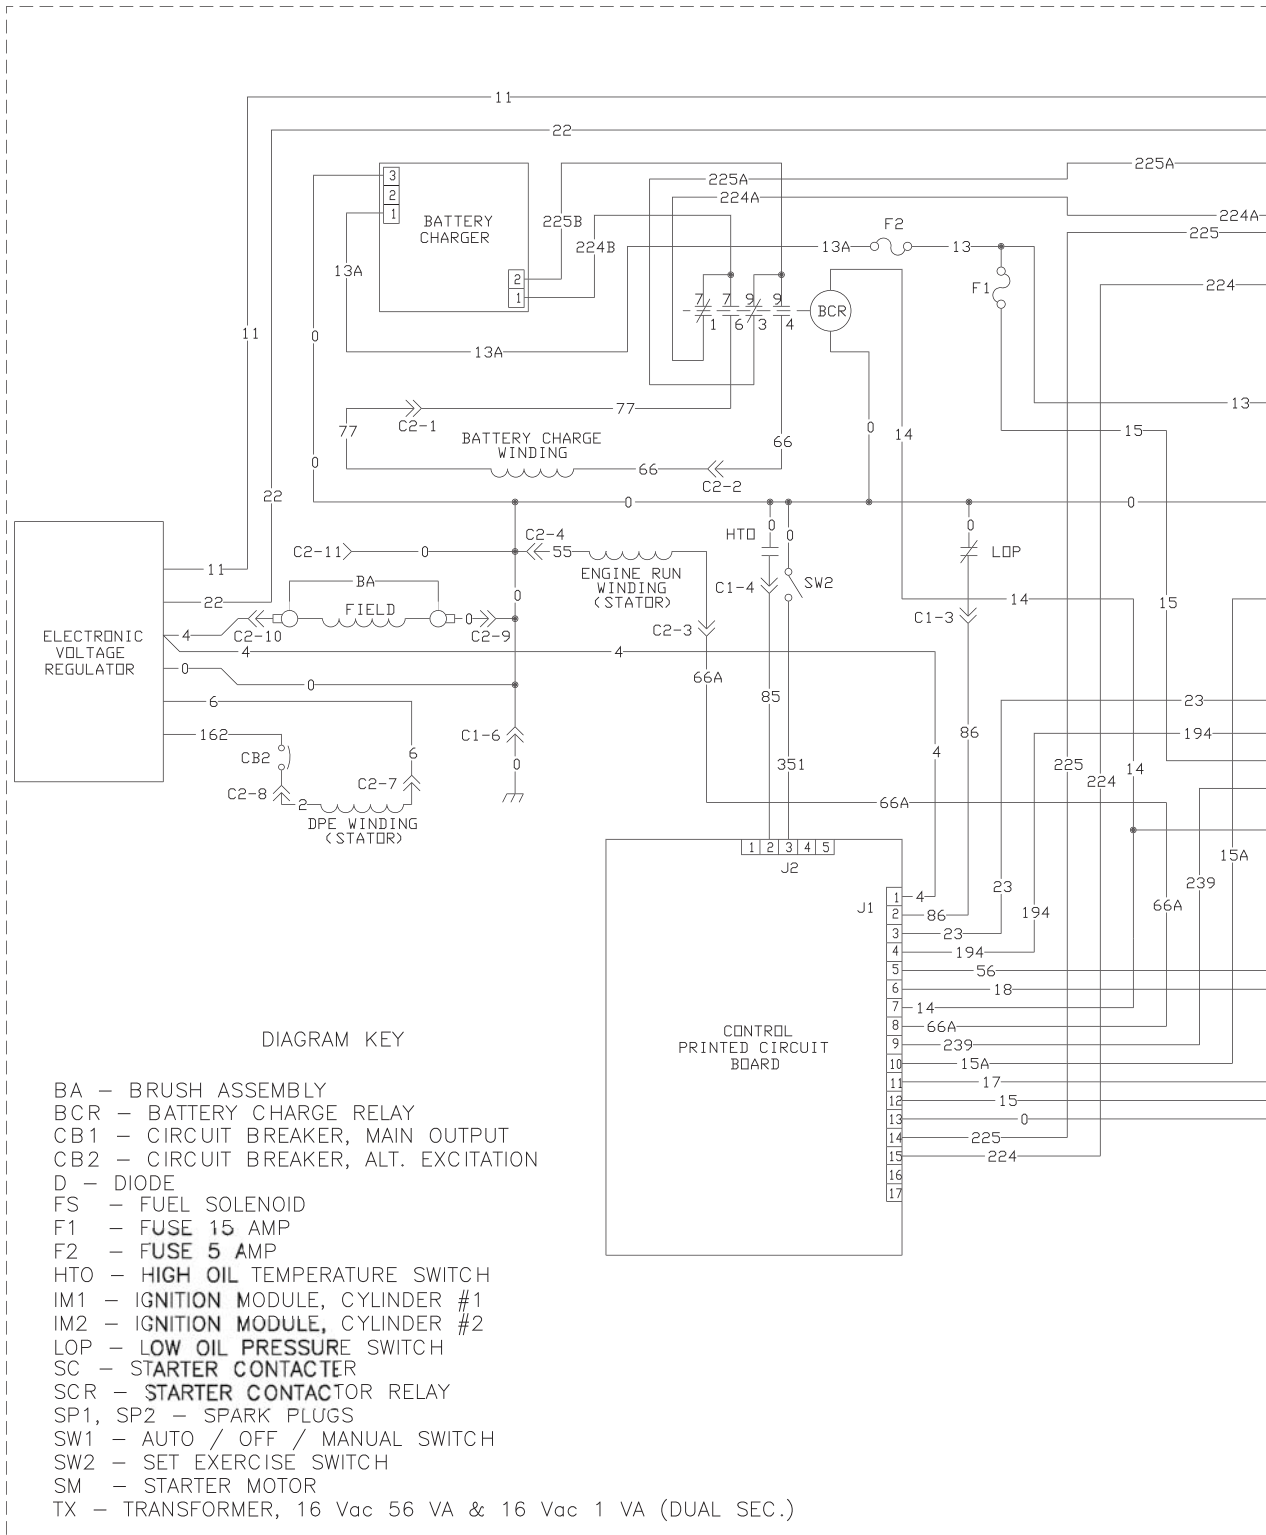 11
22
225A
225A
224A
224A
225
3
2
1
BATTERY
CHARGER
225B
224B
F2
13A
13
13A
2
1
F1
224
7
7
9
9
1
6
3
4
BCR
11
0
13A
77
C2-1
77
13
0
14
15
BATTERY CHARGE
WINDING
66
66
C2-2
0
22
0
0
C2-11
0
C2-4
55
HTO
0
0
0
LOP
ENGINE RUN
WINDING
(STATOR)
C1-4
SW2
11
BA
22
FIELD
0
14
15
C1-3
ELECTRONIC
VOLTAGE
REGULATOR
4
C2-10
0
C2-9
C2-3
4
4
0
0
66A
85
6
23
162
C1-6
86
194
CB2
6
0
4
351
225
14
C2-8
C2-7
224
2
66A
DPE WINDING
(STATOR)
1 2 3 4 5
J2
15A
239
23
194
66A
J1
1
4
2
86
3
23
4
194
5
56
6
18
7
14
8
66A
9
239
10
15A
11
17
12
15
13
0
14
225
15
224
16
17
CONTROL
PRINTED CIRCUIT
BOARD
DIAGRAM KEY
BA – BRUSH ASSEMBLY
BCR – BATTERY CHARGE RELAY
CB1 – CIRCUIT BREAKER, MAIN OUTPUT
CB2 – CIRCUIT BREAKER, ALT. EXCITATION
D – DIODE
FS – FUEL SOLENOID
F1 – FUSE 15 AMP
F2 – FUSE 5 AMP
HTO – HIGH OIL TEMPERATURE SWITCH
IM1 – IGNITION MODULE, CYLINDER #1
IM2 – IGNITION MODULE, CYLINDER #2
LOP – LOW OIL PRESSURE SWITCH
SC – STARTER CONTACTER
SCR – STARTER CONTACTOR RELAY
SP1, SP2 – SPARK PLUGS
SW1 – AUTO / OFF / MANUAL SWITCH
SW2 – SET EXERCISE SWITCH
SM – STARTER MOTOR
TX – TRANSFORMER, 16 Vac 56 VA & 16 Vac 1 VA (DUAL SEC.)